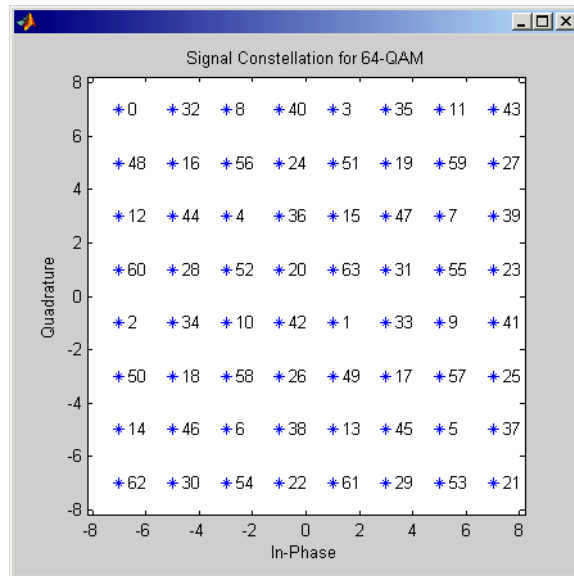 Signal Constellation for 64-QAM
8
0 32 8 40 3 35 11 43
6
48 16 56 24 51 19 59 27
4
12 44 4 36 15 47 7 39
2
60 28 52 20 63 31 55 23
0
2 34 10 42 1 33 9 41
-2
50 18 58 26 49 17 57 25
-4
14 46 6 38 13 45 5 37
-6
62 30 54 22 61 29 53 21
-8
Quadrature
-8 -6 -4 -2 0 2 4 6 8
In-Phase